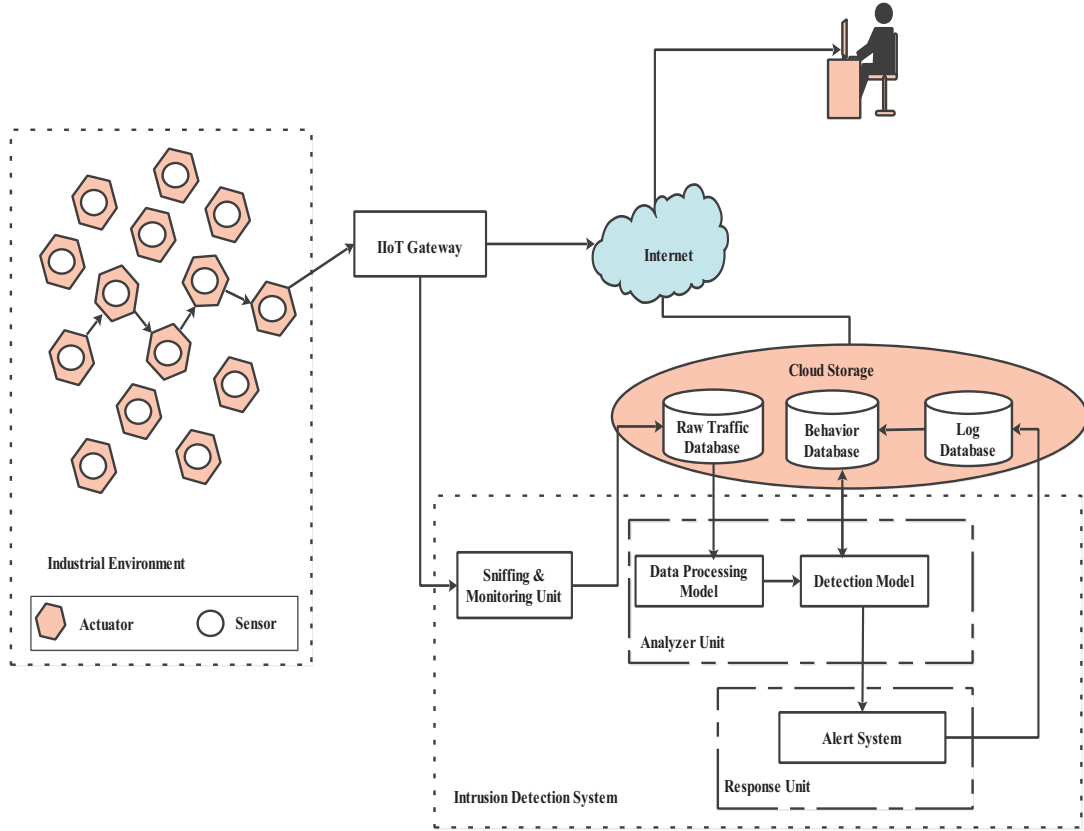 IIoT Gateway
Internet
Cloud Storage
Raw Traffic
Database
Behavior
Database
Log
Database
Industrial Environment
Actuator
Sensor
Sniffing &
Monitoring Unit
Data Processing
Model
Detection Model
Analyzer Unit
Alert System
Response Unit
Intrusion Detection System